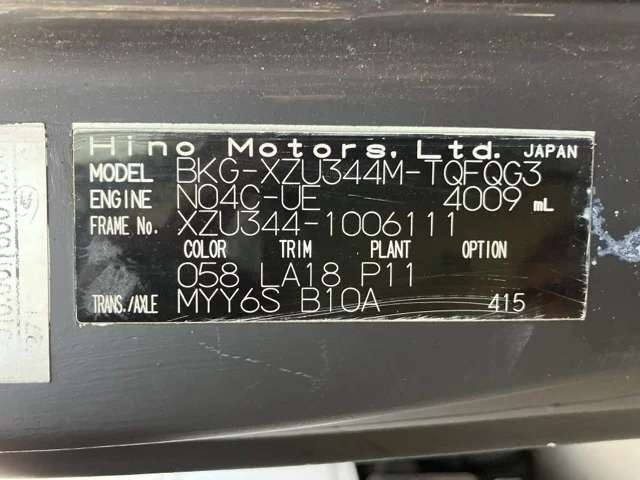 Hino Motors, Ltd. JAPAN
MODEL BKG-XZU344M-TQFQG3
ENGINE N04C-UE 4009 mL
FRAME No. XZU344-1006111
COLOR TRIM PLANT OPTION
058 LA18 P11
TRANS./AXLE MYY6S B10A 415